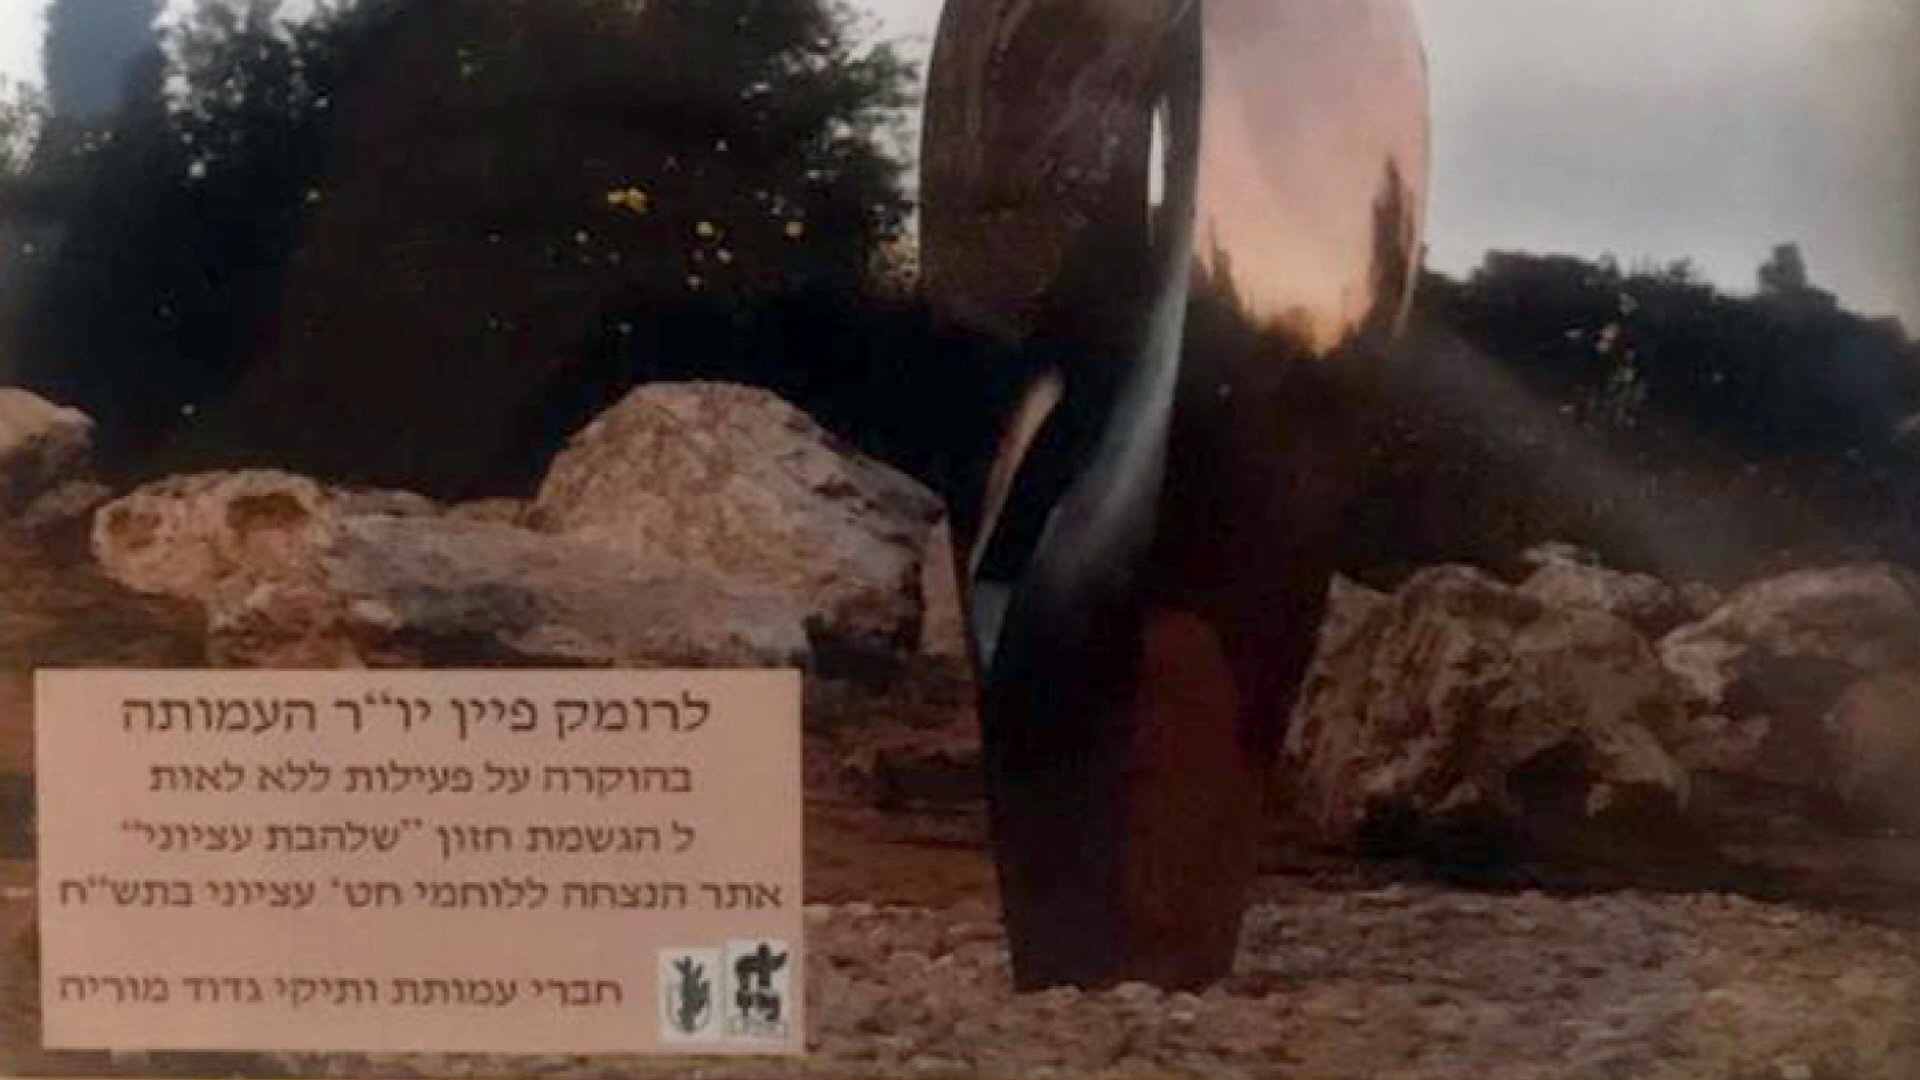 לרומק פיין יו"ר העמותה
בהוקרה על פעילות ללא לאות
ל הגשמת חזון "שלהבת עציוני"
אתר הנצחה ללוחמי חט' עציוני בתש"ח
חברי עמותת ותיקי גדוד מוריה